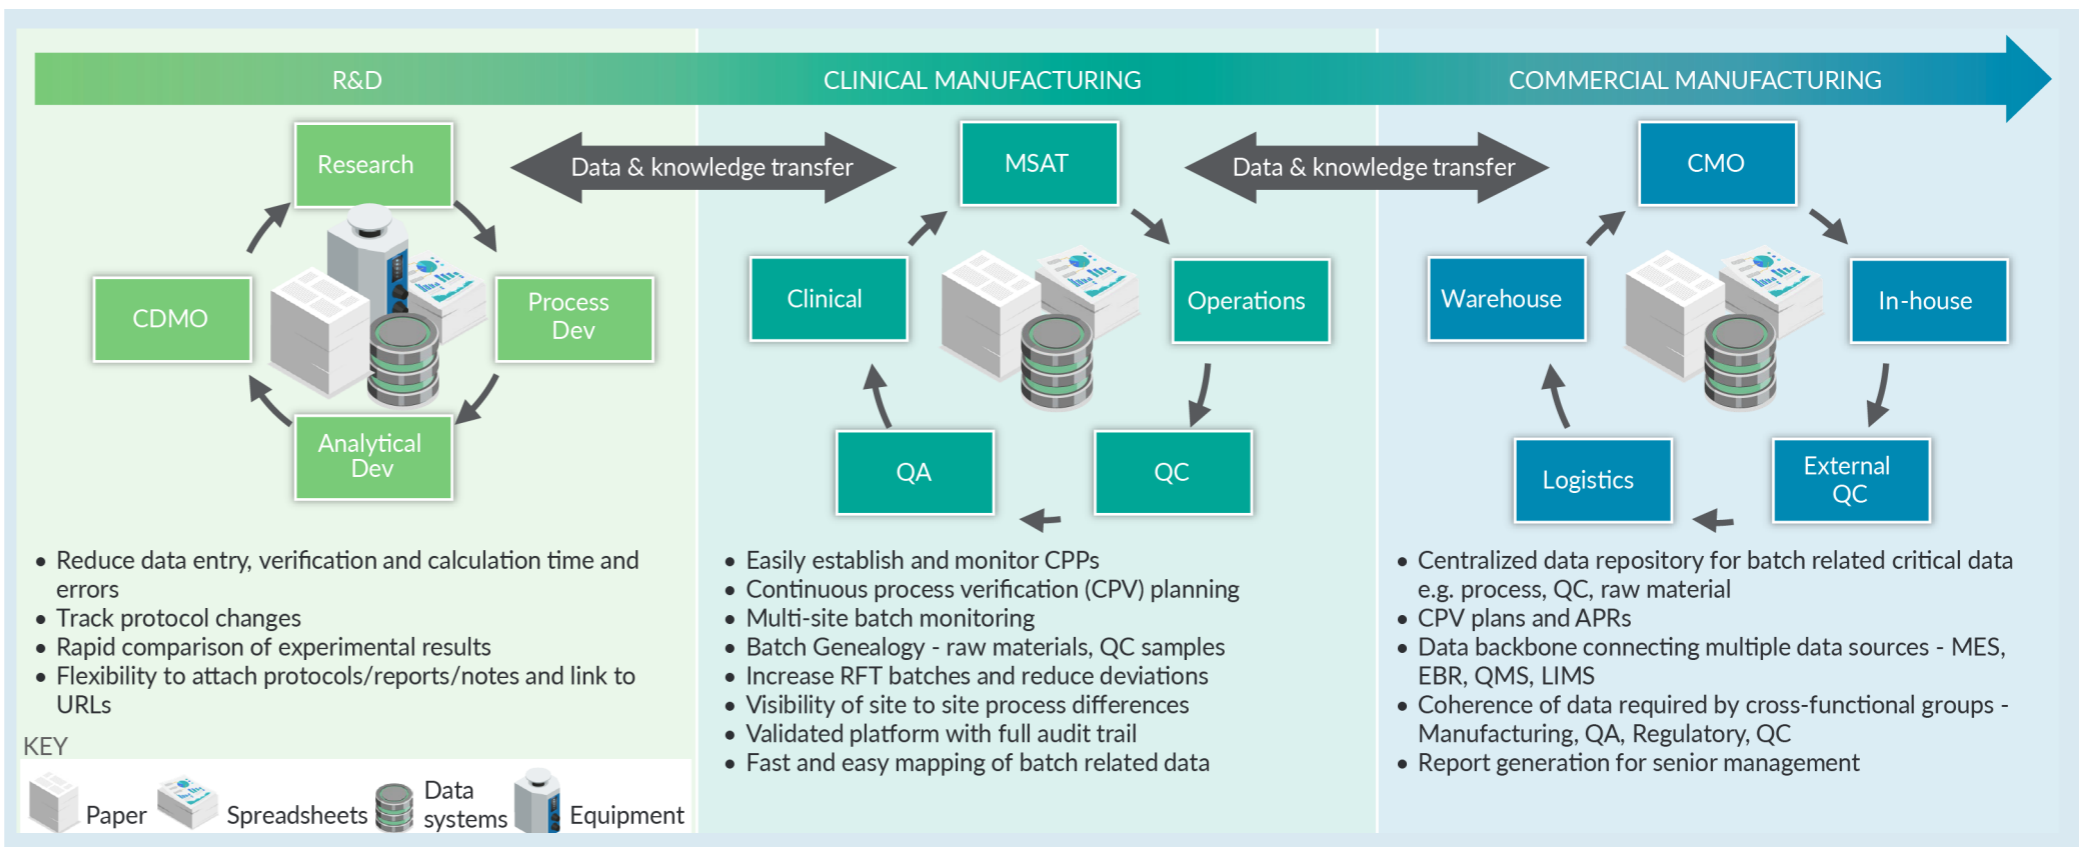 R&D
CLINICAL MANUFACTURING
COMMERCIAL MANUFACTURING
Research
Process
Dev
Analytical
Dev
CDMO
Data & knowledge transfer
MSAT
Operations
QC
QA
Clinical
Data & knowledge transfer
CMO
In-house
External
QC
Logistics
Warehouse
• Reduce data entry, verification and calculation time and
errors
• Track protocol changes
• Rapid comparison of experimental results
• Flexibility to attach protocols/reports/notes and link to
URLs
• Easily establish and monitor CPPs
• Continuous process verification (CPV) planning
• Multi-site batch monitoring
• Batch Genealogy - raw materials, QC samples
• Increase RFT batches and reduce deviations
• Visibility of site to site process differences
• Validated platform with full audit trail
• Fast and easy mapping of batch related data
• Centralized data repository for batch related critical data
e.g. process, QC, raw material
• CPV plans and APRs
• Data backbone connecting multiple data sources - MES,
EBR, QMS, LIMS
• Coherence of data required by cross-functional groups -
Manufacturing, QA, Regulatory, QC
• Report generation for senior management
KEY
Paper
Spreadsheets
Data
systems
Equipment